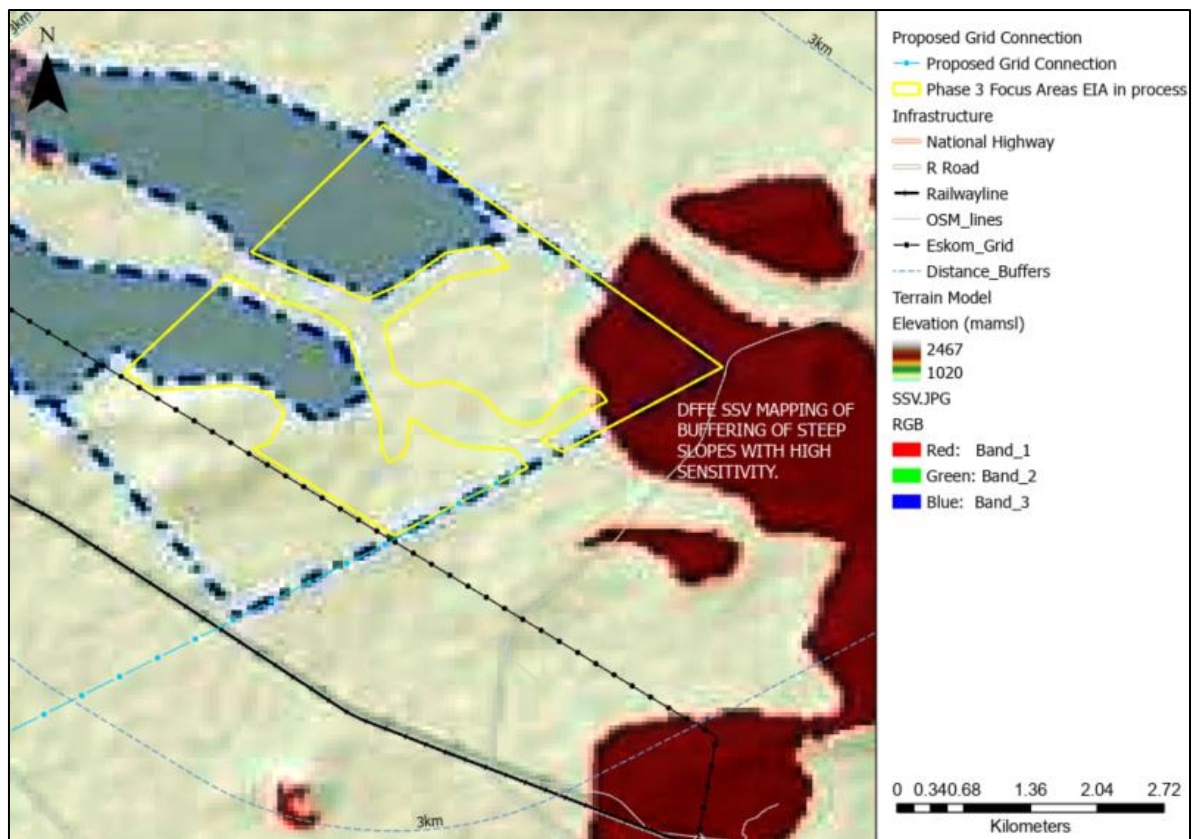 3km
N
3km
DFFE SSV MAPPING OF
BUFFERING OF STEEP
SLOPES WITH HIGH
SENSITIVITY.
3km
Proposed Grid Connection
Proposed Grid Connection
Phase 3 Focus Areas EIA in process
Infrastructure
National Highway
R Road
Railwayline
OSM_lines
Eskom_Grid
Distance_Buffers
Terrain Model
Elevation (mamsl)
2467
1020
SSV.JPG
RGB
Red: Band_1
Green: Band_2
Blue: Band_3
0 0.340.68 1.36 2.04 2.72
Kilometers